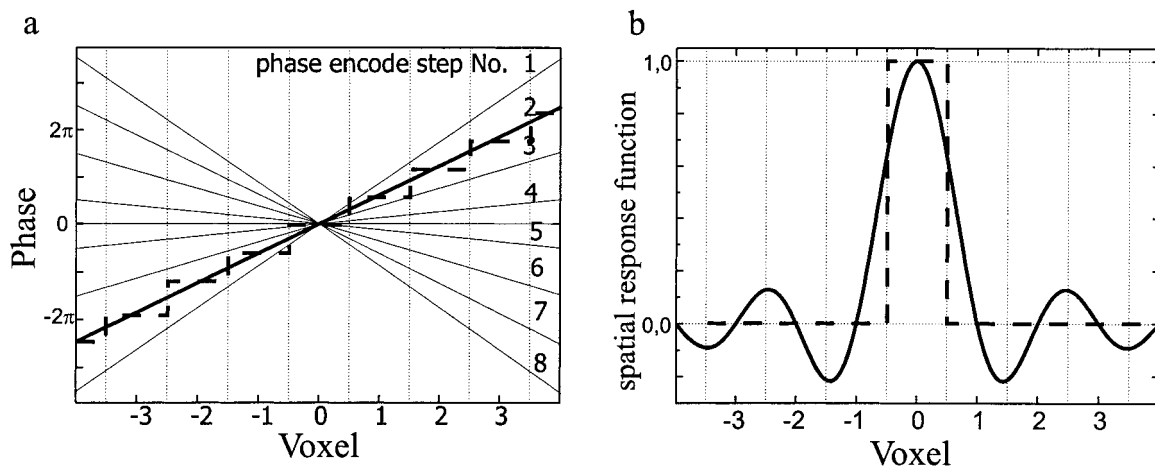 a
phase encode step No. 1
2
3
4
5
6
7
8
2π
0
-2π
Phase
-3 -2 -1 0 1 2 3
Voxel
b
1,0
0,0
spatial response function
-3 -2 -1 0 1 2 3
Voxel